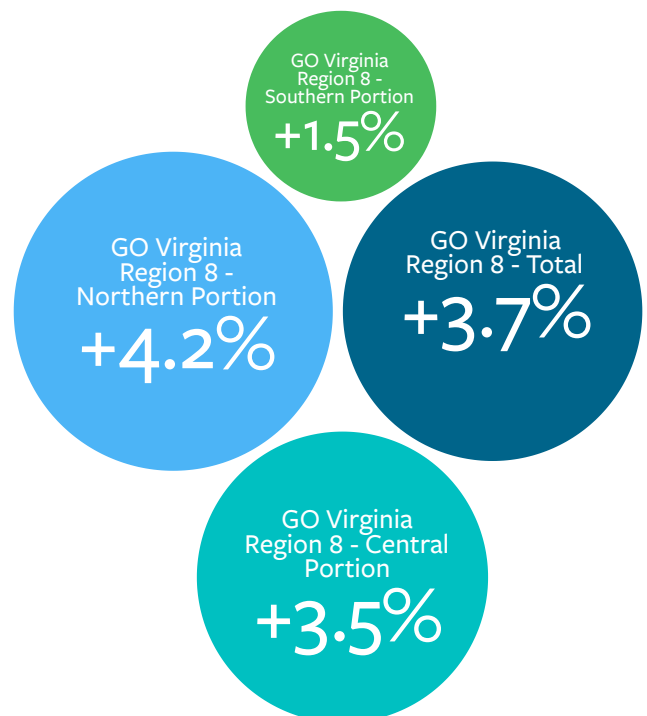 GO Virginia
Region 8 -
Southern Portion
+1.5%
GO Virginia
Region 8 -
Northern Portion
+4.2%
GO Virginia
Region 8 - Total
+3.7%
GO Virginia
Region 8 - Central
Portion
+3.5%